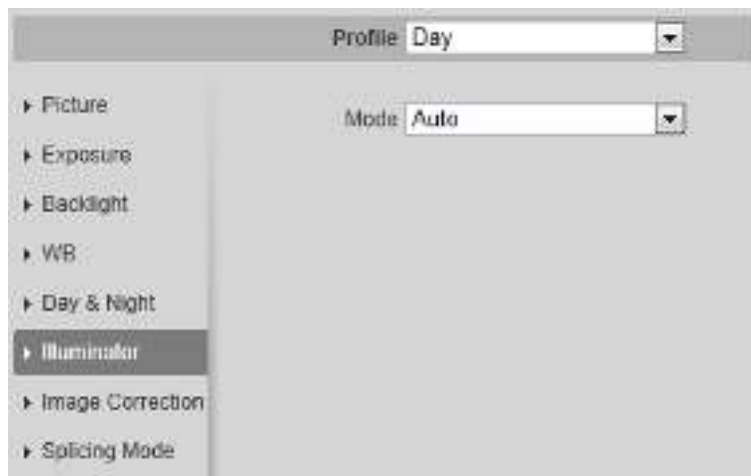 Profile Day
Picture
Mode Auto
Exposure
Backlight
WB
Day & Night
Illuminator
Image Correction
Splicing Mode